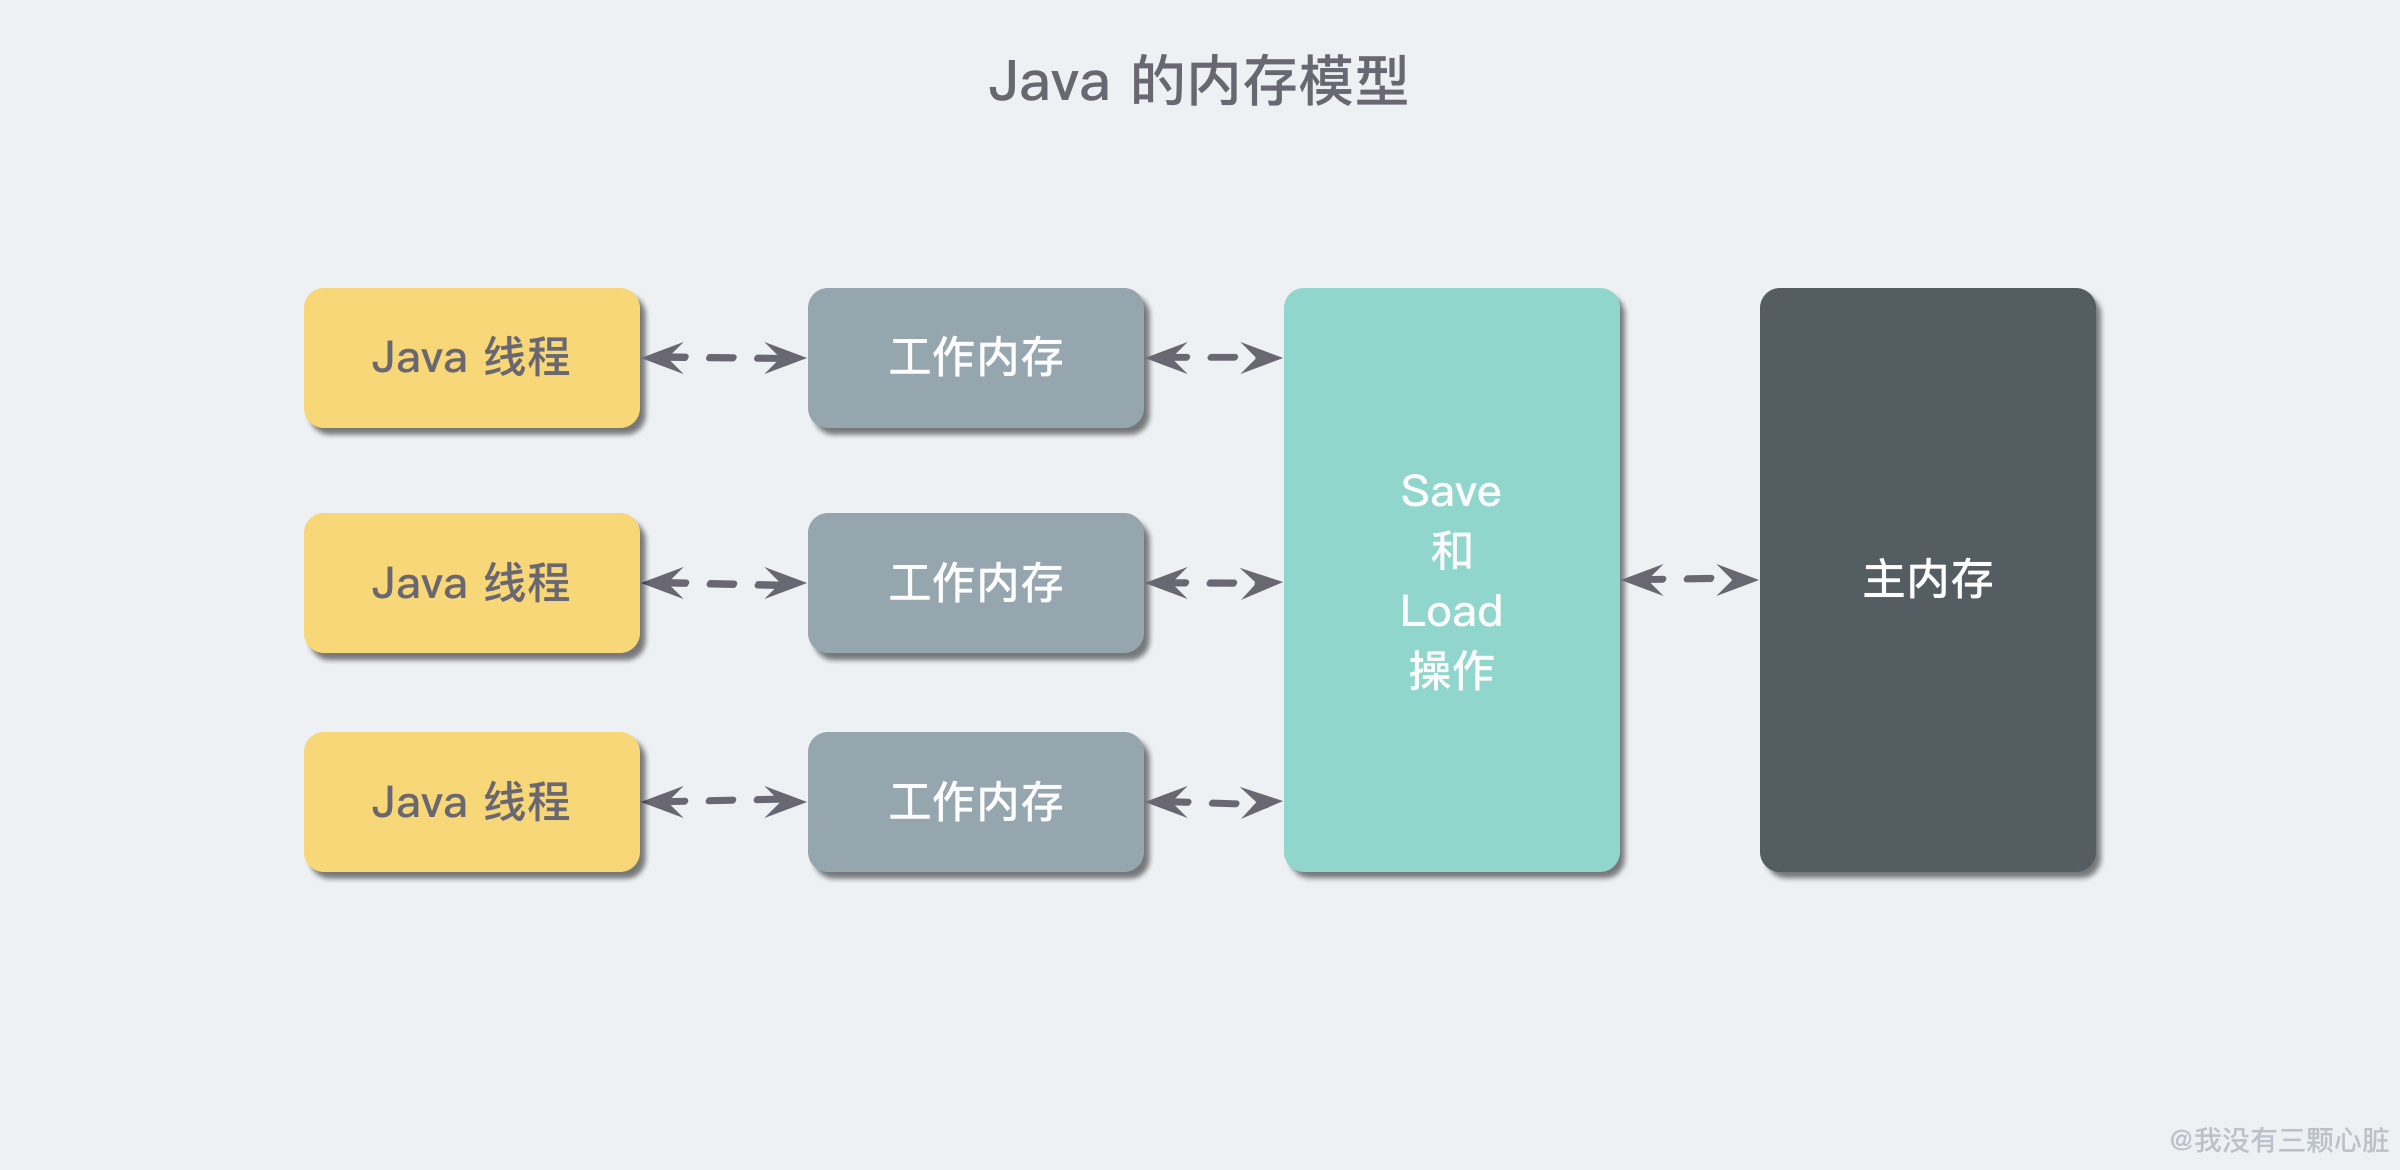 Java 的内存模型
Java 线程
工作内存
Java 线程
工作内存
Java 线程
工作内存
Save
和
Load
操作
主内存
@我没有三颗心脏